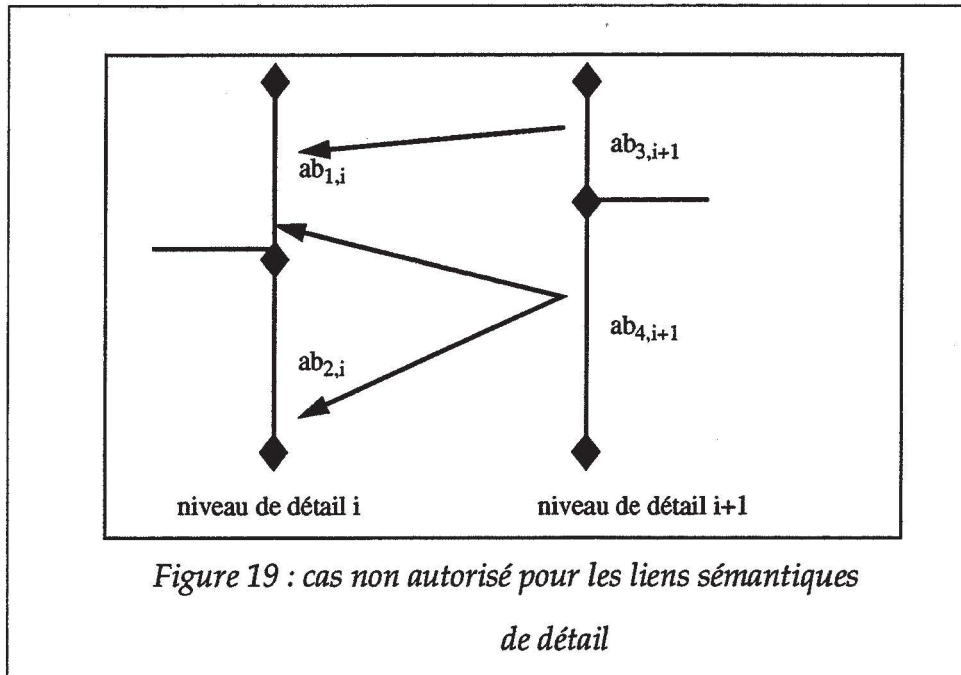 ab1,i
ab3,i+1
ab2,i
ab4,i+1
niveau de détail i
niveau de détail i+1
Figure 19 : cas non autorisé pour les liens sémantiques
de détail